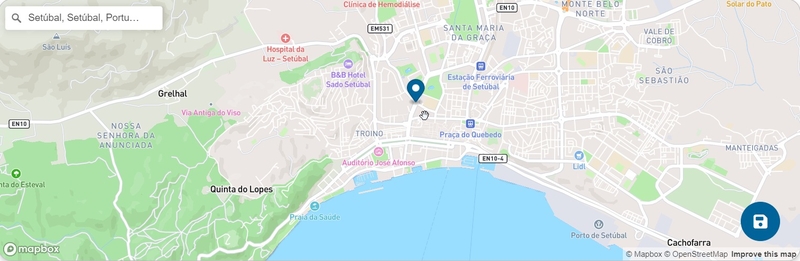 Setúbal, Setúbal, Portu…
Clínica de Hemodiálise
EN10
Solar do Pato
MONTE BELO
NORTE
EM531
SANTA MARIA
DA GRAÇA
VALE DE
COBRO
São Luís
Hospital da
Luz – Setúbal
B&B Hotel
Sado Setúbal
Estação Ferroviária
de Setúbal
SÃO
SEBASTIÃO
Grelhal
Via Antiga do Viso
EN10
NOSSA
SENHORA DA
ANUNCIADA
TROINO
Praça do Quebedo
MANTEIGADAS
Auditório José Afonso
EN10-4
Lidl
nta do Esteval
Quinta do Lopes
Praia da Saúde
Porto de Setúbal
Cachofarra
mapbox
© Mapbox © OpenStreetMap Improve this map